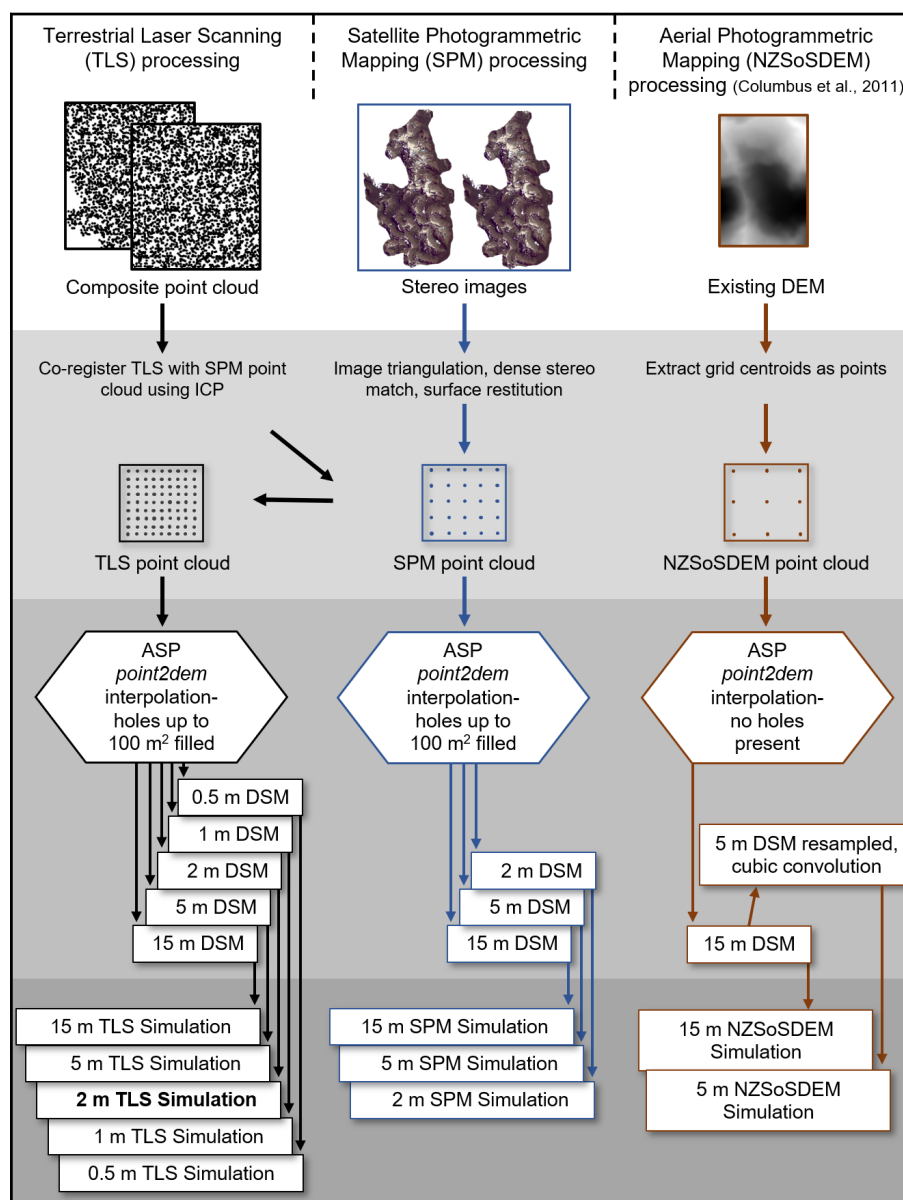 Terrestrial Laser Scanning
(TLS) processing
Satellite Photogrammetric
Mapping (SPM) processing
Aerial Photogrammetric
Mapping (NZSoSDEM)
processing (Columbus et al., 2011)
Composite point cloud
Stereo images
Existing DEM
Co-register TLS with SPM point
cloud using ICP
Image triangulation, dense stereo
match, surface restitution
Extract grid centroids as points
TLS point cloud
SPM point cloud
NZSoSDEM point cloud
ASP
point2dem
interpolation-
holes up to
100 m² filled
ASP
point2dem
interpolation-
holes up to
100 m² filled
ASP
point2dem
interpolation-
no holes
present
0.5 m DSM
1 m DSM
2 m DSM
5 m DSM
15 m DSM
2 m DSM
5 m DSM
15 m DSM
5 m DSM resampled,
cubic convolution
15 m DSM
15 m TLS Simulation
5 m TLS Simulation
2 m TLS Simulation
1 m TLS Simulation
0.5 m TLS Simulation
15 m SPM Simulation
5 m SPM Simulation
2 m SPM Simulation
15 m NZSoSDEM
Simulation
5 m NZSoSDEM
Simulation